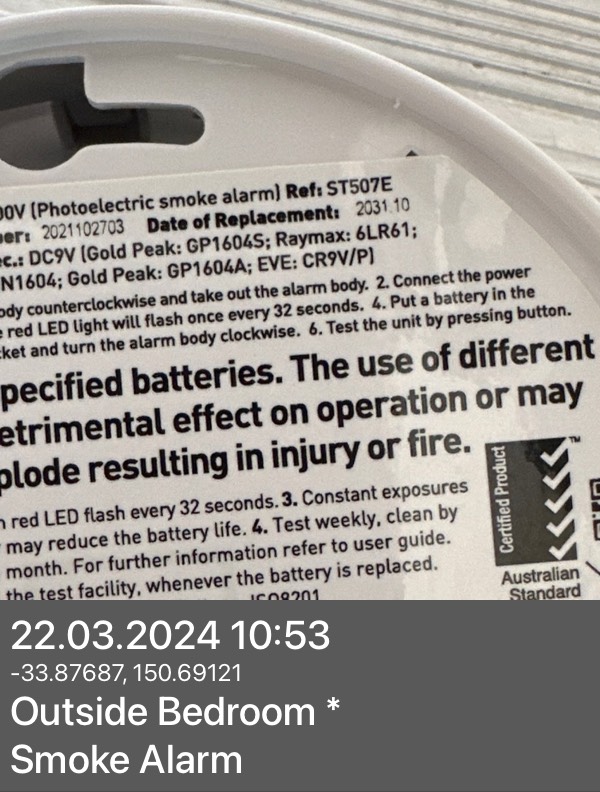 00V (Photoelectric smoke alarm) Ref: ST507E
er: 2021102703 Date of Replacement: 2031.10
c.: DC9V (Gold Peak: GP1604S; Raymax: 6LR61;
N1604; Gold Peak: GP1604A; EVE: CR9V/P)
ody counterclockwise and take out the alarm body. 2. Connect the power
e red LED light will flash once every 32 seconds. 4. Put a battery in the
ket and turn the alarm body clockwise. 6. Test the unit by pressing button.
pecified batteries. The use of different
etrimental effect on operation or may
plode resulting in injury or fire.
n red LED flash every 32 seconds. 3. Constant exposures
may reduce the battery life. 4. Test weekly, clean by
month. For further information refer to user guide.
the test facility, whenever the battery is replaced.
Certified Product
TM
Australian
Standard
22.03.2024 10:53
-33.87687, 150.69121
Outside Bedroom *
Smoke Alarm